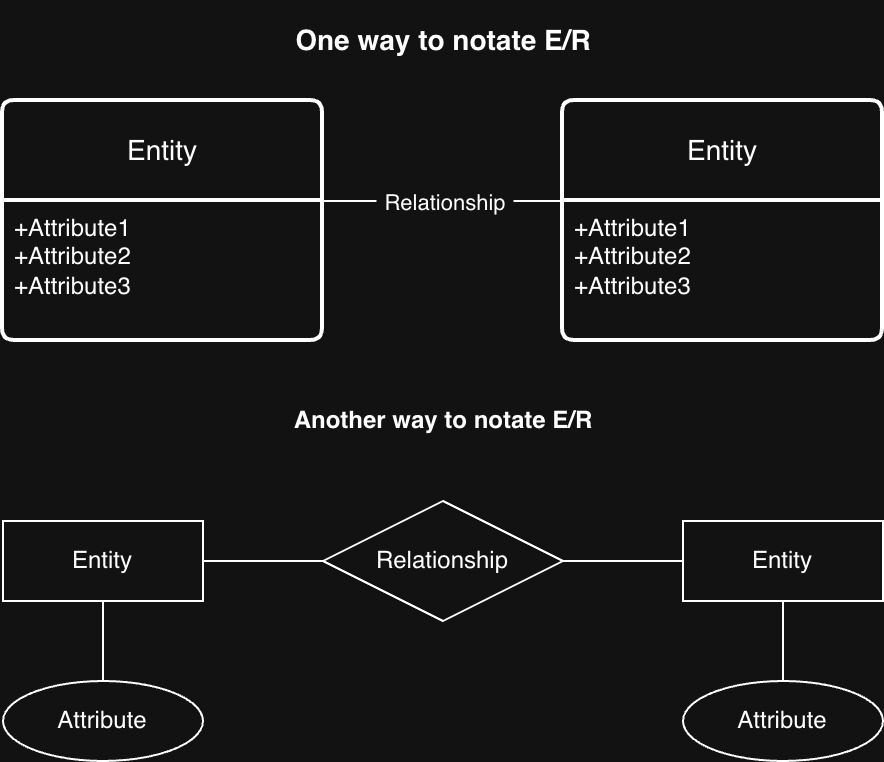 One way to notate E/R
Entity
Entity
Relationship
+Attribute1
+Attribute2
+Attribute3
+Attribute1
+Attribute2
+Attribute3
Another way to notate E/R
Entity
Relationship
Entity
Attribute
Attribute